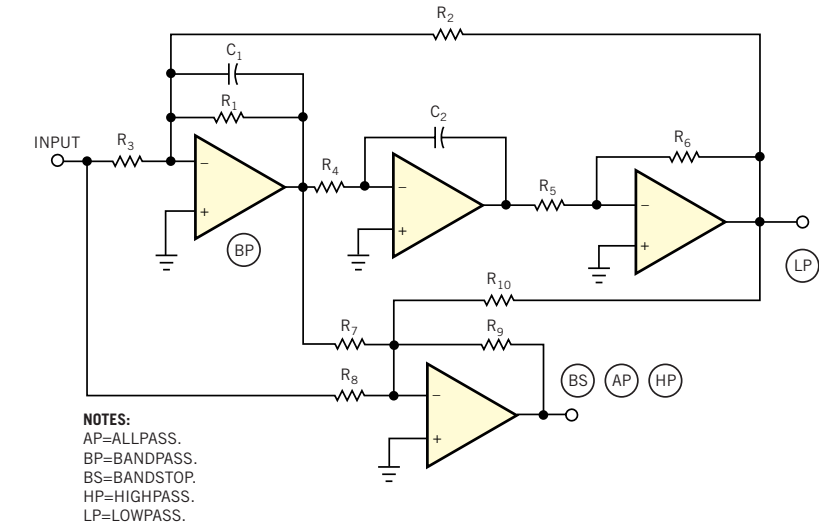 R2
C1
R1
C2
INPUT
R3
R4
R5
R6
−
−
−
+
+
+
BP
LP
R10
R7
R9
R8
BS AP HP
−
+
NOTES:
AP=ALLPASS.
BP=BANDPASS.
BS=BANDSTOP.
HP=HIGHPASS.
LP=LOWPASS.